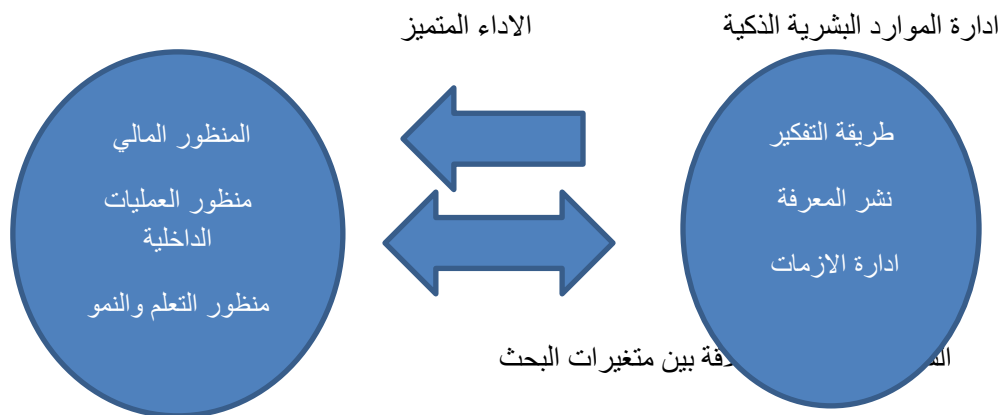 ادارة الموارد البشرية الذكية
الاداء المتميز
طريقة التفكير
نشر المعرفة
ادارة الازمات
المنظور المالي
منظور العمليات
الداخلية
منظور التعلم والنمو
بين متغيرات البحث